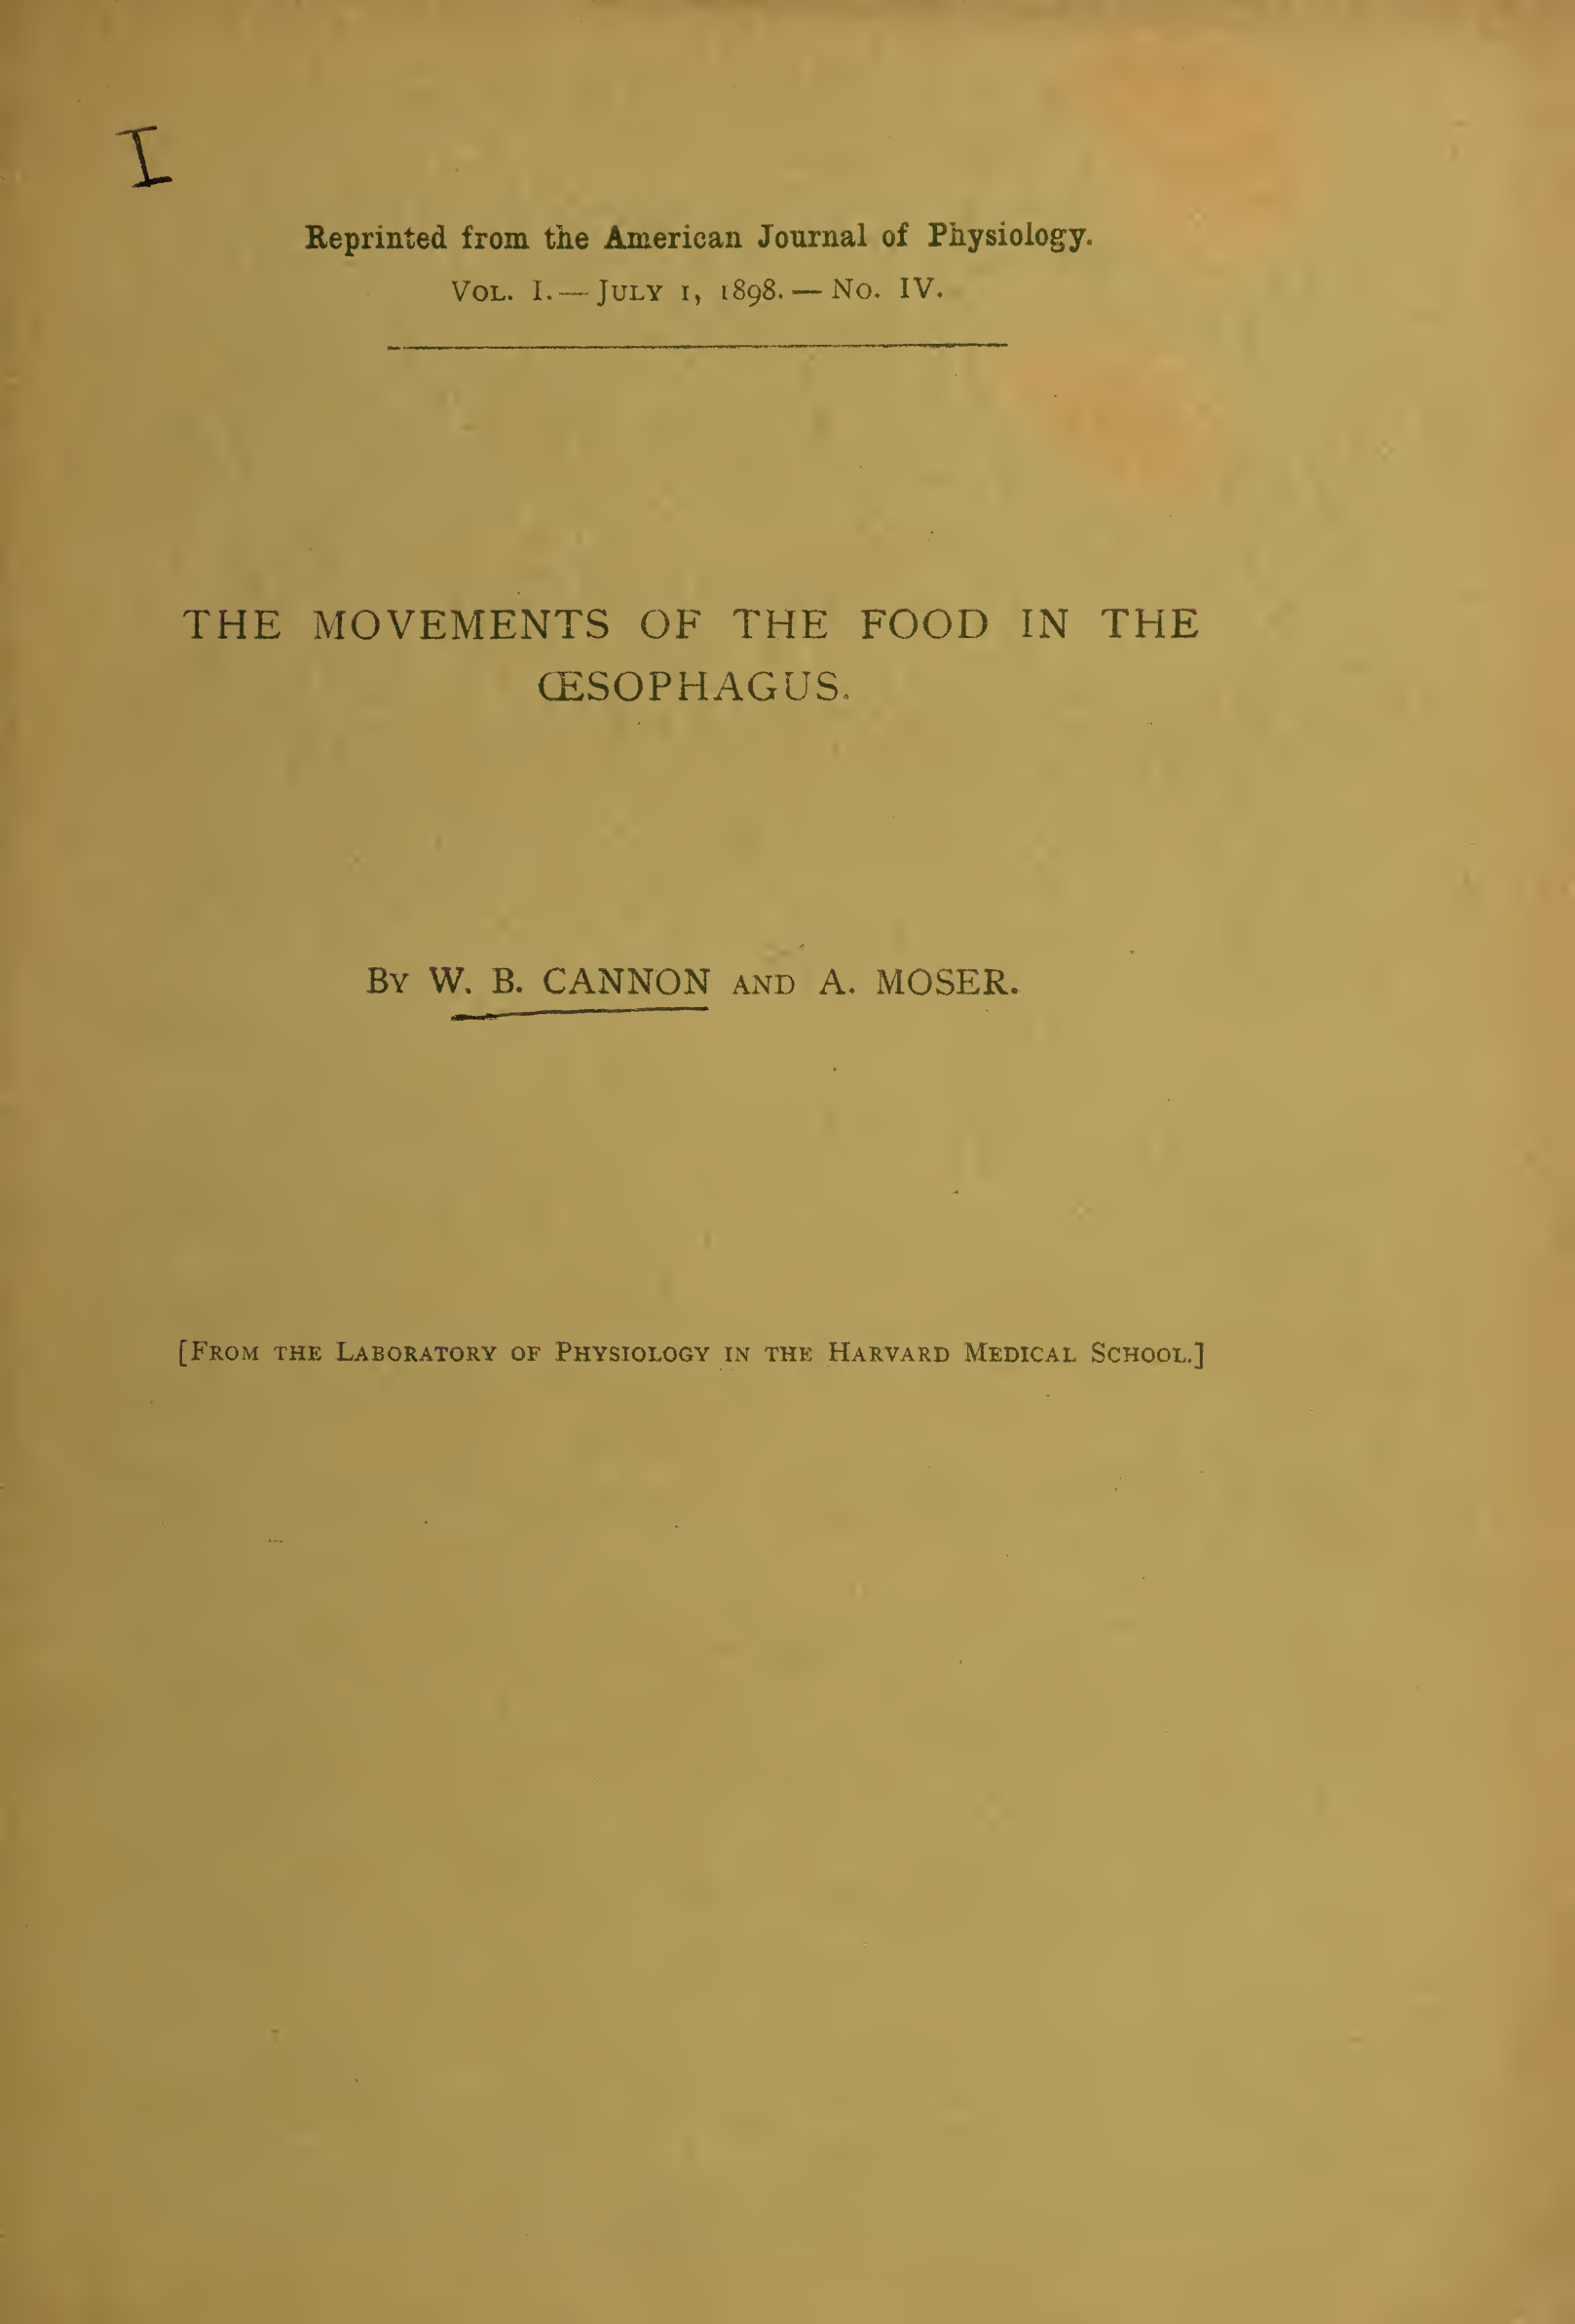 I
Reprinted from the American Journal of Physiology.
VOL. I. — JULY 1, 1898. — NO. IV.
THE MOVEMENTS OF THE FOOD IN THE
ŒSOPHAGUS.
BY W. B. CANNON AND A. MOSER.
[FROM THE LABORATORY OF PHYSIOLOGY IN THE HARVARD MEDICAL SCHOOL.]